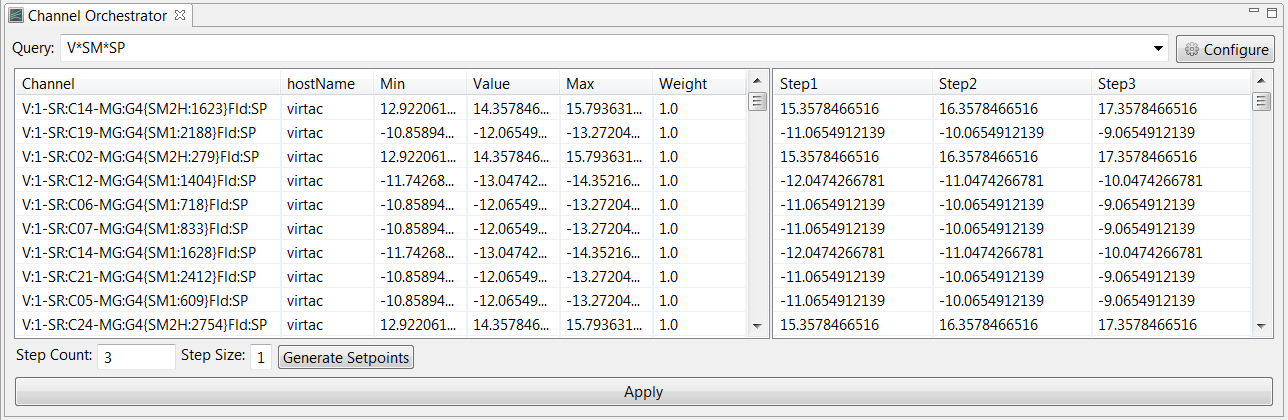 Channel Orchestrator
Query: V*SM*SP Configure
Channel hostName Min Value Max Weight Step1 Step2 Step3
V:1-SR:C14-MG:G4{SM2H:1623}Fld:SP virtac 12.922061... 14.357846... 15.793631... 1.0 15.3578466516 16.3578466516 17.3578466516
V:1-SR:C19-MG:G4{SM1:2188}Fld:SP virtac -10.85894... -12.06549... -13.27204... 1.0 -11.0654912139 -10.0654912139 -9.0654912139
V:1-SR:C02-MG:G4{SM2H:279}Fld:SP virtac 12.922061... 14.357846... 15.793631... 1.0 15.3578466516 16.3578466516 17.3578466516
V:1-SR:C12-MG:G4{SM1:1404}Fld:SP virtac -11.74268... -13.04742... -14.35216... 1.0 -12.0474266781 -11.0474266781 -10.0474266781
V:1-SR:C06-MG:G4{SM1:718}Fld:SP virtac -10.85894... -12.06549... -13.27204... 1.0 -11.0654912139 -10.0654912139 -9.0654912139
V:1-SR:C07-MG:G4{SM1:833}Fld:SP virtac -10.85894... -12.06549... -13.27204... 1.0 -11.0654912139 -10.0654912139 -9.0654912139
V:1-SR:C14-MG:G4{SM1:1628}Fld:SP virtac -11.74268... -13.04742... -14.35216... 1.0 -12.0474266781 -11.0474266781 -10.0474266781
V:1-SR:C21-MG:G4{SM1:2412}Fld:SP virtac -10.85894... -12.06549... -13.27204... 1.0 -11.0654912139 -10.0654912139 -9.0654912139
V:1-SR:C05-MG:G4{SM1:609}Fld:SP virtac -10.85894... -12.06549... -13.27204... 1.0 -11.0654912139 -10.0654912139 -9.0654912139
V:1-SR:C24-MG:G4{SM2H:2754}Fld:SP virtac 12.922061... 14.357846... 15.793631... 1.0 15.3578466516 16.3578466516 17.3578466516
Step Count: 3 Step Size: 1 Generate Setpoints
Apply